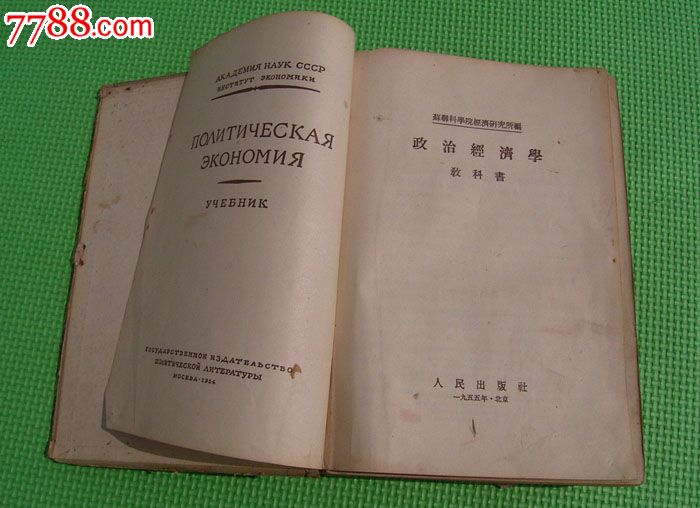 7788.com
АКАДЕМИЯ НАУК СССР
ИНСТИТУТ ЭКОНОМИКИ
ПОЛИТИЧЕСКАЯ
ЭКОНОМИЯ
УЧЕБНИК
ГОСУДАРСТВЕННОЕ ИЗДАТЕЛЬСТВО
ПОЛИТИЧЕСКОЙ ЛИТЕРАТУРЫ
МОСКВА · 1954
蘇聯科學院經濟研究所編
政治經濟學
敎科書
人民出版社
一九五五年·北京